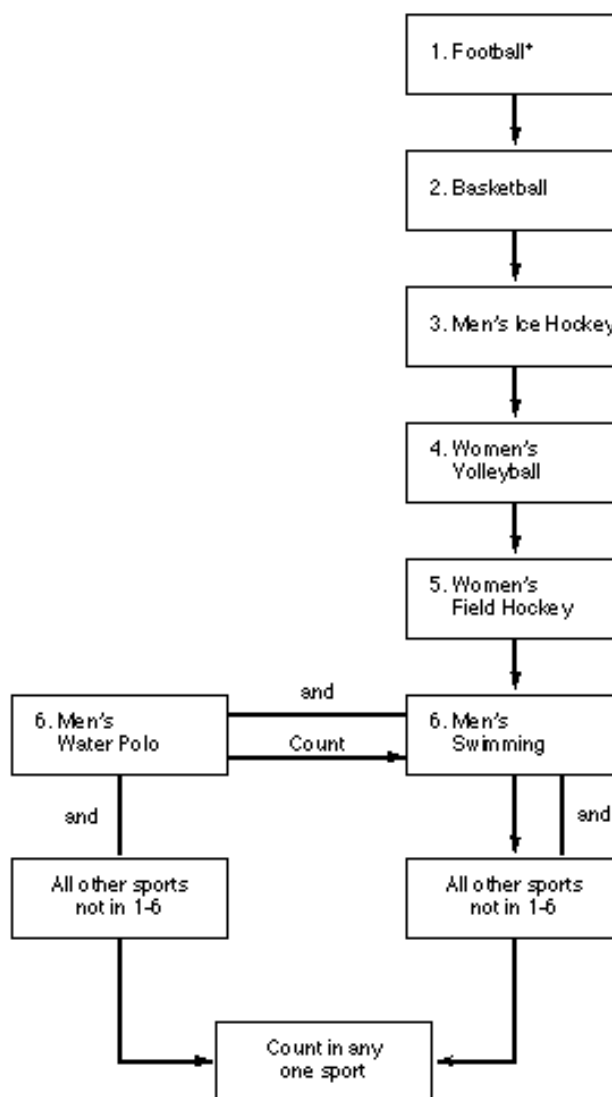 1. Football*
2. Basketball
3. Men's Ice Hockey
4. Women's
Volleyball
5. Women's
Field Hockey
and
6. Men's
Water Polo
Count
6. Men's
Swimming
and
and
All other sports
not in 1-6
All other sports
not in 1-6
Count in any
one sport